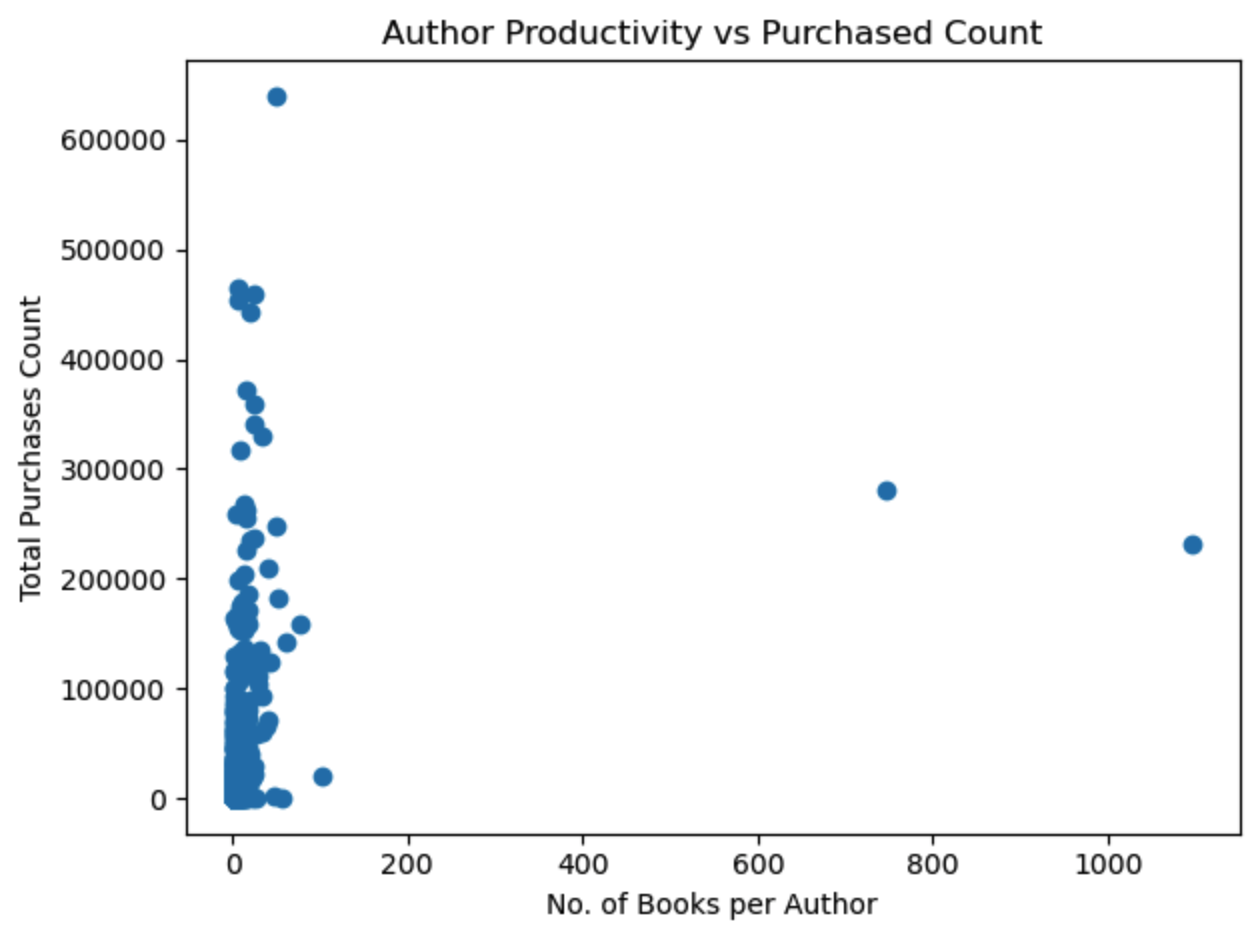 Author Productivity vs Purchased Count
600000
500000
400000
300000
200000
100000
0
Total Purchases Count
0 200 400 600 800 1000
No. of Books per Author